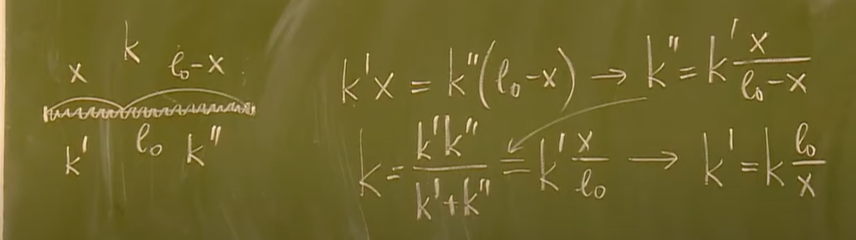 k
x l₀-x
k' l₀ k''
k'x = k''(l₀-x) → k'' = k' x/(l₀-x)
k = k'k''/(k'+k'') = k' x/l₀ → k' = k l₀/x